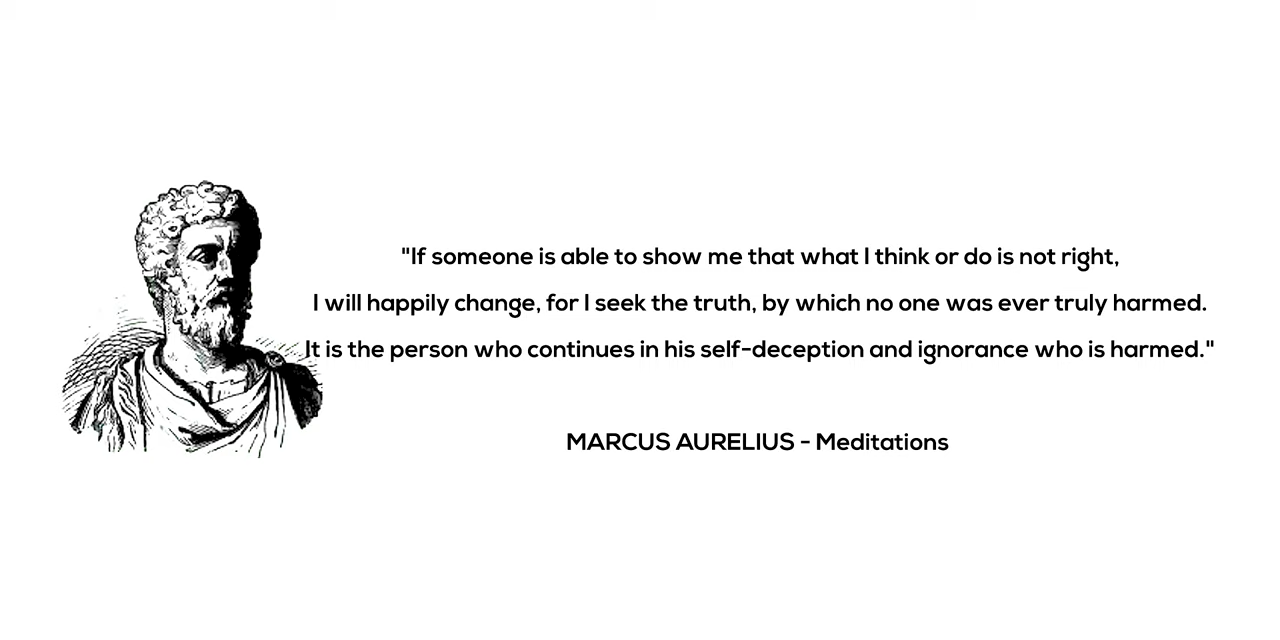 "If someone is able to show me that what I think or do is not right,
I will happily change, for I seek the truth, by which no one was ever truly harmed.
It is the person who continues in his self-deception and ignorance who is harmed."
MARCUS AURELIUS - Meditations